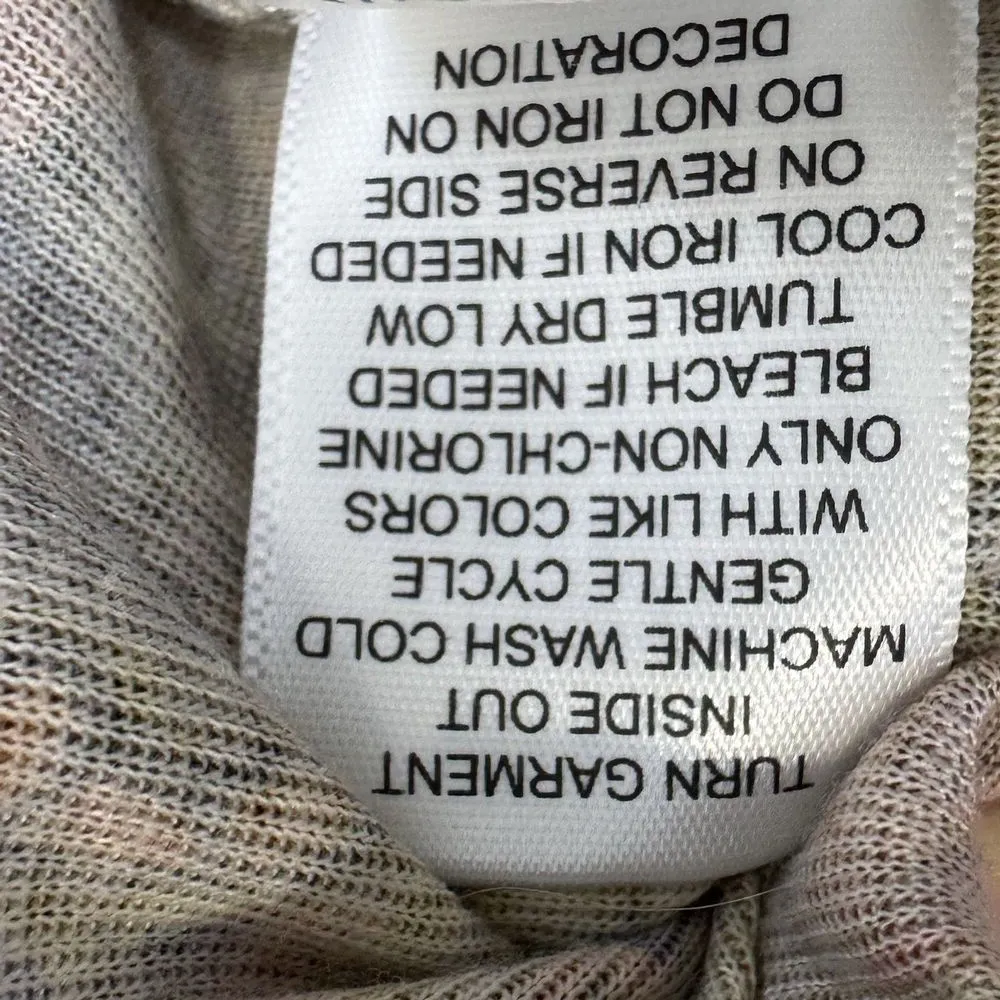 TURN GARMENT
INSIDE OUT
MACHINE WASH COLD
GENTLE CYCLE
WITH LIKE COLORS
ONLY NON-CHLORINE
BLEACH IF NEEDED
TUMBLE DRY LOW
COOL IRON IF NEEDED
ON REVERSE SIDE
DO NOT IRON ON
DECORATION